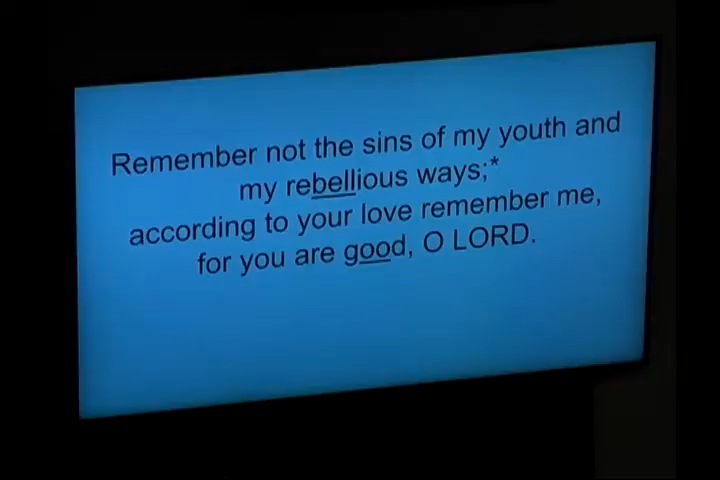 Remember not the sins of my youth and
my rebellious ways;*
according to your love remember me,
for you are good, O LORD.